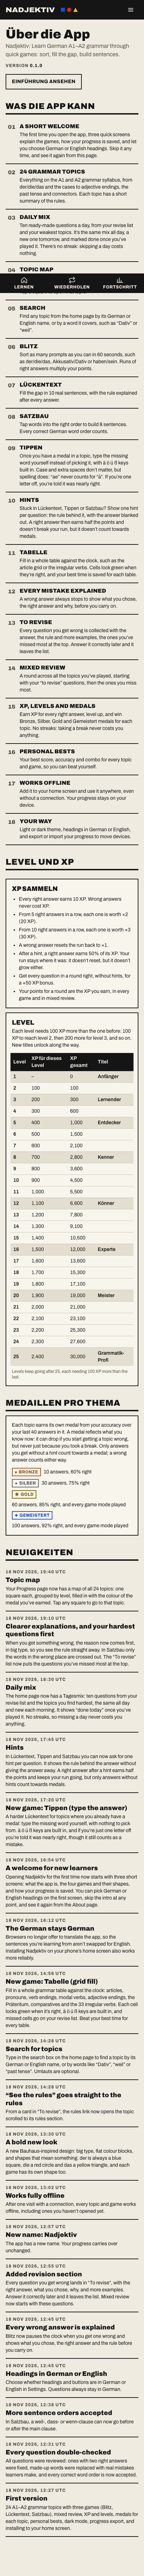 NADJEKTIV
Über die App
Nadjektiv: Learn German A1–A2 grammar through
quick games: sort, fill the gap, build sentences.
VERSION 0.1.0
EINFÜHRUNG ANSEHEN
WAS DIE APP KANN
01 A SHORT WELCOME
The first time you open the app, three quick screens
explain the games, how your progress is saved, and let
you choose English or German for the headings. Skip it any
time, and see it again from this page.
02 24 GRAMMAR TOPICS
Everything on the A1 and A2 grammar syllabus, from
der/die/das and the cases to adjective endings, the
past tense and connectors. Each topic has a short
summary of the rules.
03 DAILY MIX
Ten ready-made questions a day, from your review list
and your weakest topics. It's the same mix all day, a
new one tomorrow, and marked done once you've
played it. There's no streak: skipping a day costs
nothing.
04 TOPIC MAP
LERNEN
WIEDERHOLEN
FORTSCHRITT
05 SEARCH
Find any topic from the home page by its German or
English name, or by a word it covers, such as “Dativ” or
“weil”.
06 BLITZ
Sort as many prompts as you can in 60 seconds, such
as der/die/das, Akkusativ/Dativ or haben/sein. Runs of
right answers multiply your points.
07 LÜCKENTEXT
Fill the gap in 10 real sentences, with the rule explained
after every answer.
08 SATZBAU
Tap words into the right order to build 8 sentences.
Every correct German word order counts.
09 TIPPEN
Once you have a medal in a topic, type the missing
word yourself instead of picking it, with ä ö ü ß keys
built in. Case and ss for ß don't matter, but
spelling does: “ae” never counts for “ä”. If you're just
one letter off, you're told it was nearly right.
10 HINTS
Stuck in Lückentext, Tippen or Satzbau? Show one hint
per question: the rule with the answer blanked out. A
right answer then earns half the points and doesn't
break your run, but it doesn't count towards
medals.
11 TABELLE
Fill in a whole table against the clock, such as the
article grid or the irregular verbs. Cells lock green when
they're right, and your best time is saved for each table.
12 EVERY MISTAKE EXPLAINED
A wrong answer always stops to show what you chose,
the right answer and why, before you carry on.
13 TO REVISE
Every question you get wrong is collected with the
answer, the rule and more examples, the ones you've
missed most at the top. Answer it correctly later and it
leaves the list.
14 MIXED REVIEW
A round across all the topics you've played, starting
with your “To revise” questions, then the ones you miss
most.
15 XP, LEVELS AND MEDALS
Earn XP for every right answer, level up, and win
Bronze, Silber, Gold and Gemeistert medals for each
topic. No streaks: taking a break never costs you
anything.
16 PERSONAL BESTS
Your best score, accuracy and combo for every topic
and game, so you can beat yourself.
17 WORKS OFFLINE
Add it to your home screen and use it anywhere, even
without a connection. Your progress stays on your
device.
18 YOUR WAY
Light or dark theme, headings in German or English,
and export or import your progress to move devices.
LEVEL UND XP
XP SAMMELN
• Every right answer earns 10 XP. Wrong answers
never cost XP.
• From 5 right answers in a row, each one is worth ×2
(20 XP).
• From 10 right answers in a row, each one is worth ×3
(30 XP).
• A wrong answer resets the run back to ×1.
• After a hint, a right answer earns 50% of its XP. Your
run stays where it was: it doesn't reset, but it doesn't
grow either.
• Get every question in a round right, without hints, for
a +50 XP bonus.
• Your points for a round are the XP you earn, in every
game and in mixed review.
LEVEL
Each level needs 100 XP more than the one before: 100
XP to reach level 2, then 200 more for level 3, and so on.
New titles unlock along the way.
Level XP für dieses Level XP gesamt Titel
1 – 0 Anfänger
2 100 100
3 200 300 Lernender
4 300 600
5 400 1,000 Entdecker
6 500 1,500
7 600 2,100
8 700 2,800 Kenner
9 800 3,600
10 900 4,500
11 1,000 5,500
12 1,100 6,600 Könner
13 1,200 7,800
14 1,300 9,100
15 1,400 10,500
16 1,500 12,000 Experte
17 1,600 13,600
18 1,700 15,300
19 1,800 17,100
20 1,900 19,000 Meister
21 2,000 21,000
22 2,100 23,100
23 2,200 25,300
24 2,300 27,600
25 2,400 30,000 Grammatik-Profi
Levels keep going after 25, each needing 100 XP more than the
last.
MEDAILLEN PRO THEMA
Each topic earns its own medal from your accuracy over
your last 40 answers in it. A medal reflects what you
know now: it can drop if you start getting a topic wrong,
but never just because you took a break. Only answers
without a hint count towards a medal; a wrong
answer counts either way.
BRONZE 10 answers, 60% right
SILBER 30 answers, 75% right
GOLD
60 answers, 85% right, and every game mode played
GEMEISTERT
100 answers, 92% right, and every game mode played
NEUIGKEITEN
18 NOV 2026, 19:40 UTC
Topic map
Your Progress page now has a map of all 24 topics: one
square each, grouped by level, filled in with the colour of the
medal you've earned. Tap any square to go to that topic.
18 NOV 2026, 19:10 UTC
Clearer explanations, and your hardest
questions first
When you get something wrong, the reason now comes first,
in big type, so you see the why straight away. In Satzbau only
the words in the wrong place are crossed out. The “To revise”
list now puts the questions you've missed most at the top.
18 NOV 2026, 18:30 UTC
Daily mix
The home page now has a Tagesmix: ten questions from your
review list and the topics you find hardest, the same all day
and new each morning. It shows “done today” once you've
played it. No streaks, so missing a day never costs you
anything.
18 NOV 2026, 17:45 UTC
Hints
In Lückentext, Tippen and Satzbau you can now ask for one
hint per question. It shows the rule behind the answer without
giving the answer away. A right answer after a hint earns half
the points and keeps your run going, but only answers without
hints count towards medals.
18 NOV 2026, 17:20 UTC
New game: Tippen (type the answer)
A harder Lückentext for topics where you already have a
medal: type the missing word yourself, with nothing to pick
from. ä ö ü ß keys are built in, and if you're one letter out
you're told how nearly you got it right, though it still counts as a
mistake.
18 NOV 2026, 16:54 UTC
A welcome for new learners
Opening Nadjektiv for the first time now starts with three short
screens: what the app is, the four games and their shapes,
and how your progress is saved. You can pick English or
German headings on the first one. You can skip it at any
point, and see it again from the About page.
18 NOV 2026, 16:12 UTC
The German stays German
Browsers no longer offer to translate the app, so the
sentences you're learning from aren't swapped for English.
Installing Nadjektiv on your phone's home screen also works
more reliably.
18 NOV 2026, 14:56 UTC
New game: Tabelle (grid fill)
Fill in a whole grammar table against the clock: articles,
pronouns, verb endings, modal verbs, adjective endings, the
Präteritum, comparatives and the 33 irregular verbs. Each cell
locks when it's right, ä ö ü ß keys are built in, and
missed cells go on your revise list. Beat your best time for
every table.
18 NOV 2026, 14:28 UTC
Search for topics
Type in the search box on the home page to find a topic by its
German or English name, or by words like “Dativ”, “weil” or
“past tense”. Umlauts are optional.
18 NOV 2026, 14:28 UTC
“See the rules” goes straight to the
rules
From a card in “To revise”, the rules link now opens the topic
scrolled to its rules section.
18 NOV 2026, 13:30 UTC
A bold new look
A new Bauhaus-inspired design: big type, flat colour blocks,
and shapes that mean something. der is always a blue
square, die a red circle and das a yellow triangle, and each
game has its own shape too.
18 NOV 2026, 13:02 UTC
Works fully offline
After one visit with a connection, every topic and game works
offline, including ones you haven't opened yet.
18 NOV 2026, 12:57 UTC
New name: Nadjektiv
The app has a new name. Your progress carries over
unchanged.
18 NOV 2026, 12:55 UTC
Added revision section
Every question you get wrong lands in “To revise”, with the
right answer, what you chose, why, and more examples.
Answer it correctly later and it leaves the list. Mixed review
now starts with these questions.
18 NOV 2026, 12:45 UTC
Every wrong answer is explained
Blitz now pauses the clock when you get one wrong and
shows what you chose, the right answer and the rule before
you carry on.
18 NOV 2026, 12:45 UTC
Headings in German or English
Choose whether headings and buttons are in German or
English in Settings. Questions always stay in German.
18 NOV 2026, 12:38 UTC
More sentence orders accepted
In Satzbau, a weil-, dass- or wenn-clause can now go before
or after the main clause.
18 NOV 2026, 12:31 UTC
Every question double-checked
All questions were reviewed: ones with two right answers
were fixed, made-up words were replaced with real mistakes
learners make, and every correct word order is now accepted.
18 NOV 2026, 12:27 UTC
First version
24 A1–A2 grammar topics with three games (Blitz,
Lückentext, Satzbau), mixed review, XP and levels, medals for
each topic, personal bests, dark mode, progress export, and
installing to your home screen.